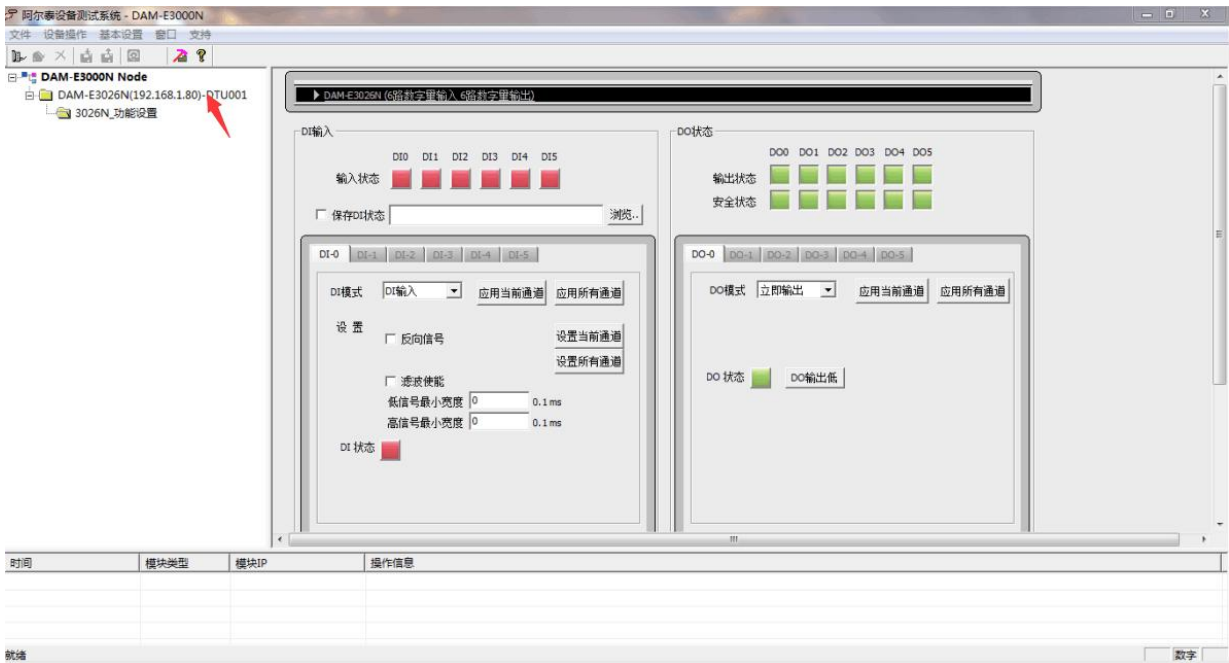 阿尔泰设备测试系统 - DAM-E3000N
文件 设备操作 基本设置 窗口 支持
DAM-E3000N Node
DAM-E3026N(192.168.1.80)-DTU001
3026N_功能设置
DAM-E3026N (6路数字量输入 6路数字量输出)
DI输入
DI0 DI1 DI2 DI3 DI4 DI5
输入状态
保存DI状态 浏览..
DI-0 DI-1 DI-2 DI-3 DI-4 DI-5
DI模式 DI输入 应用当前通道 应用所有通道
设 置
反向信号 设置当前通道
设置所有通道
滤波使能
低信号最小宽度 0 0.1 ms
高信号最小宽度 0 0.1 ms
DI 状态
DO状态
DO0 DO1 DO2 DO3 DO4 DO5
输出状态
安全状态
DO-0 DO-1 DO-2 DO-3 DO-4 DO-5
DO模式 立即输出 应用当前通道 应用所有通道
DO 状态 DO输出低
时间 模块类型 模块IP 操作信息
就绪 数字